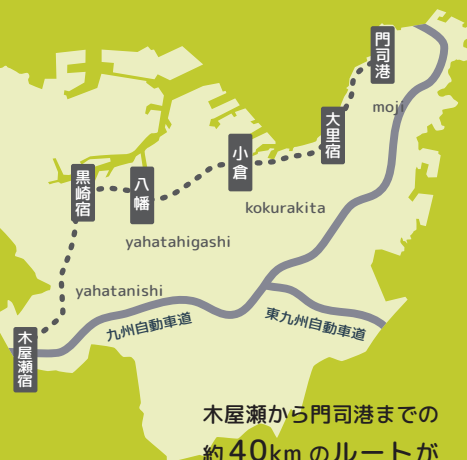 門司港
moji
大里宿
小倉
黒崎宿
八幡
kokurakita
yahatahigashi
yahatanishi
九州自動車道
東九州自動車道
木屋瀬宿
木屋瀬から門司港までの
約40kmのルートが